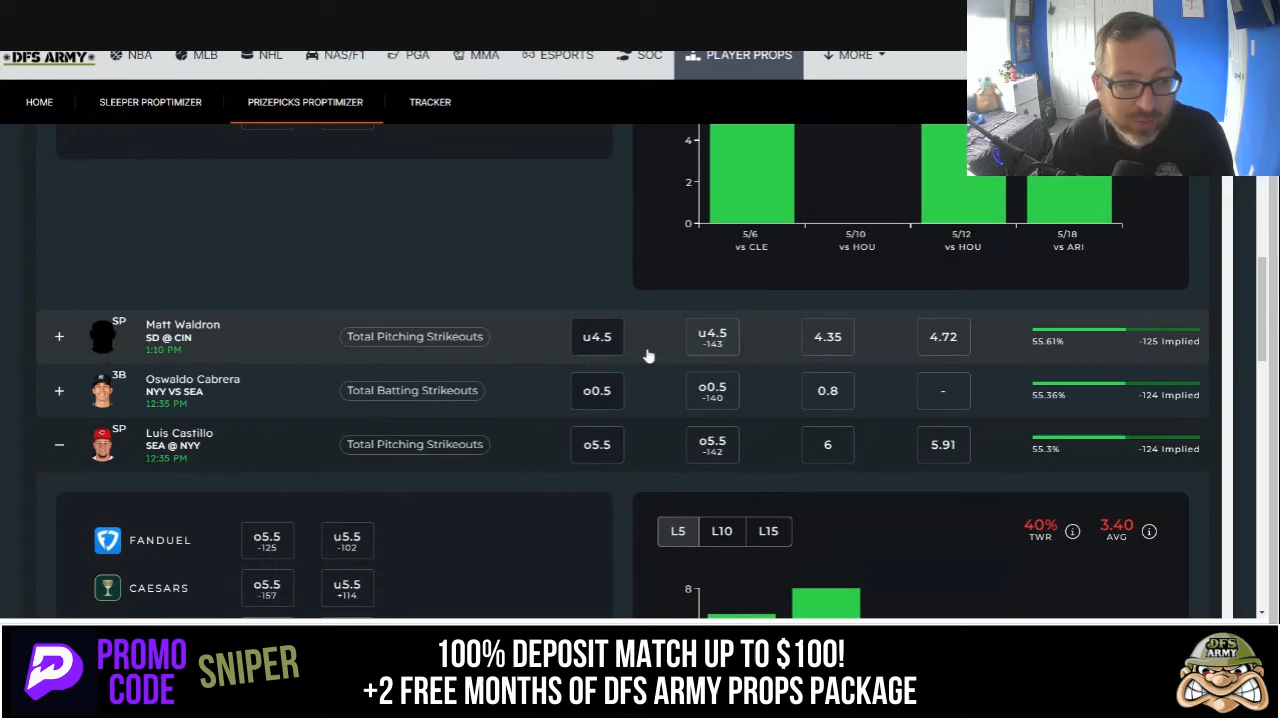 DFS ARMY
NBA MLB NHL NAS/F1 PGA MMA ESPORTS SOC PLAYER PROPS MORE
HOME SLEEPER PROPTIMIZER PRIZEPICKS PROPTIMIZER TRACKER
4
2
0
5/6 5/10 5/12 5/18
vs CLE vs HOU vs HOU vs ARI
+ SP Matt Waldron
SD @ CIN
1:10 PM
Total Pitching Strikeouts u4.5 u4.5 4.35 4.72
-143
55.61% -125 Implied
+ 3B Oswaldo Cabrera
NYY VS SEA
12:35 PM
Total Batting Strikeouts o0.5 o0.5 0.8 -
-140
55.36% -124 Implied
− SP Luis Castillo
SEA @ NYY
12:35 PM
Total Pitching Strikeouts o5.5 o5.5 6 5.91
-142
55.3% -124 Implied
FANDUEL o5.5 u5.5
-125 -102
CAESARS o5.5 u5.5
-157 +114
L5 L10 L15
40% 3.40
TWR AVG
8
PROMO
CODE
SNIPER
100% DEPOSIT MATCH UP TO $100!
+2 FREE MONTHS OF DFS ARMY PROPS PACKAGE
DFS
ARMY